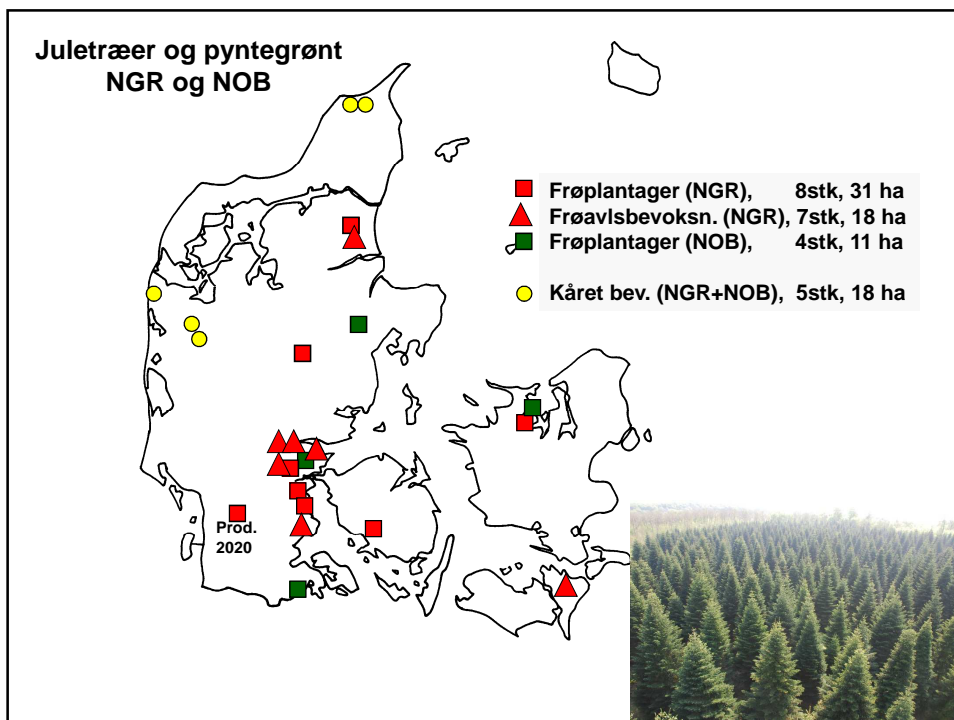 Juletræer og pyntegrønt
NGR og NOB
Frøplantager (NGR), 8stk, 31 ha
Frøavlsbevoksn. (NGR), 7stk, 18 ha
Frøplantager (NOB), 4stk, 11 ha
Kåret bev. (NGR+NOB), 5stk, 18 ha
Prod.
2020